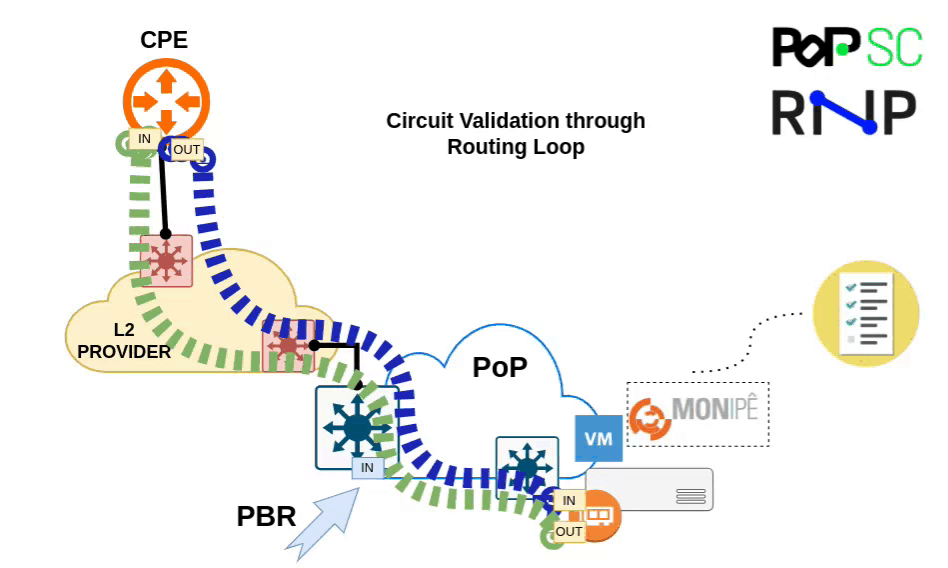 CPE
PoP SC
RNP
Circuit Validation through
Routing Loop
IN
OUT
L2
PROVIDER
PoP
MONIPÊ
VM
IN
IN
PBR
OUT